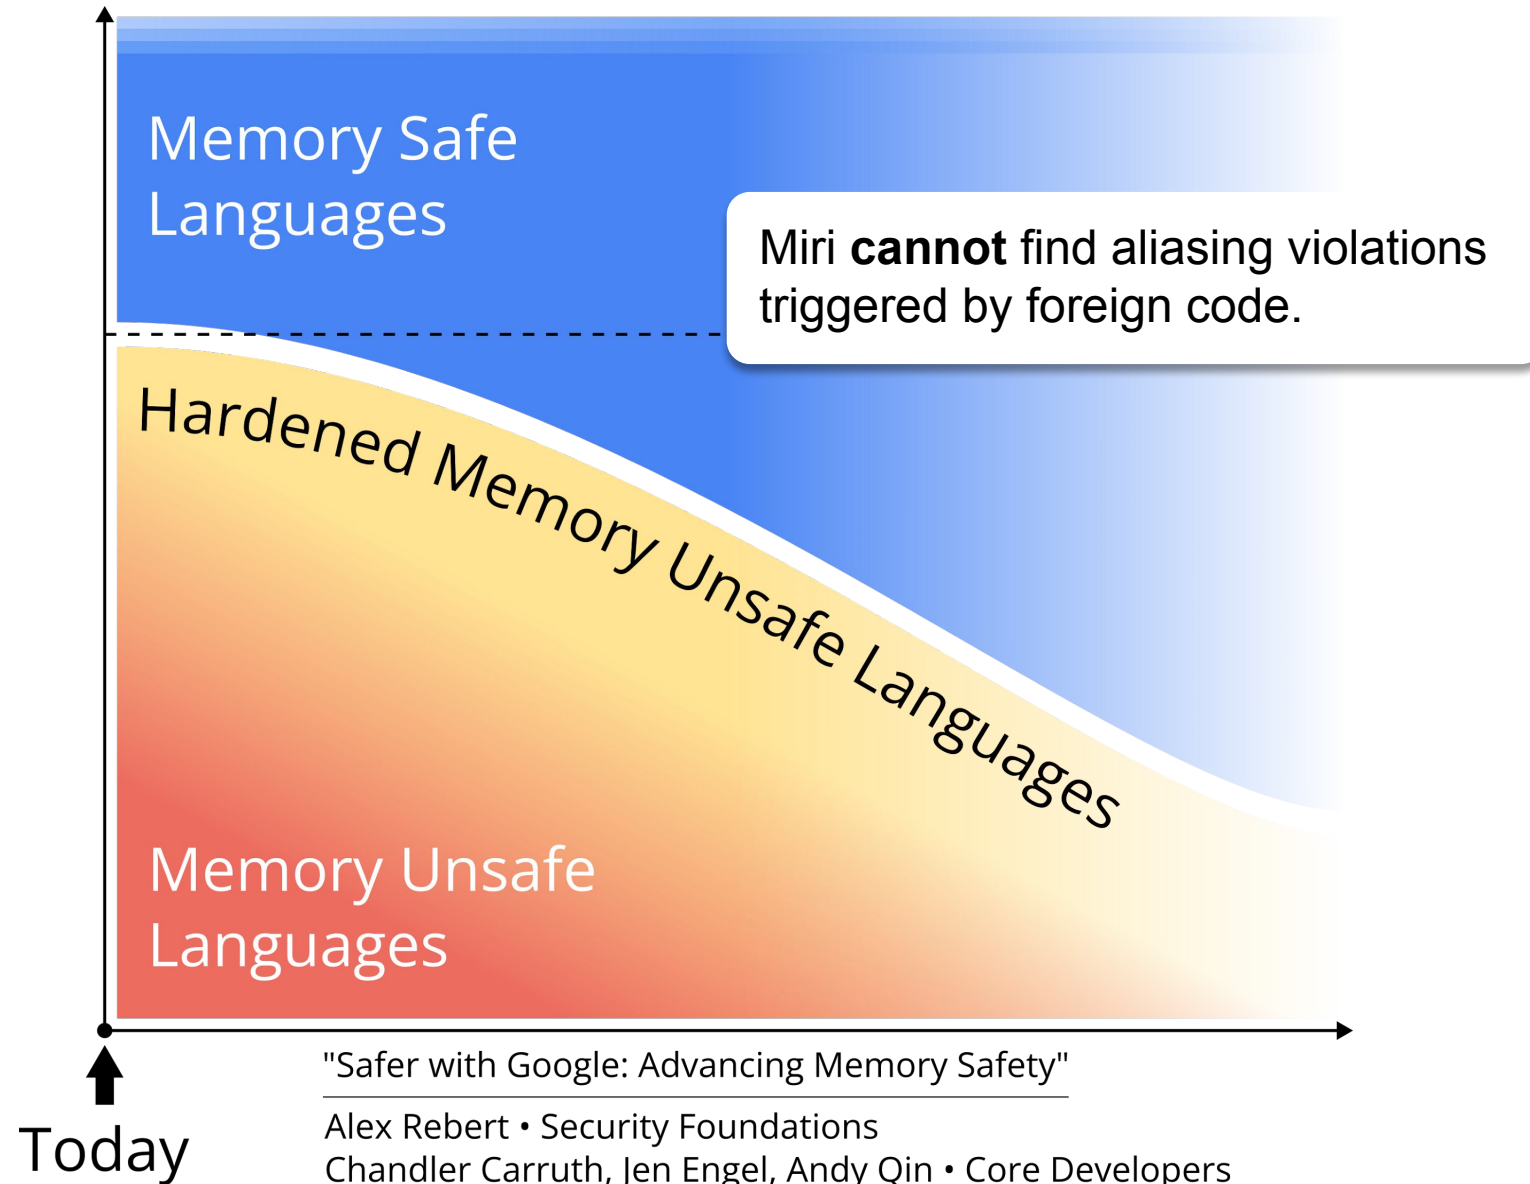 Memory Safe
Languages
Miri cannot find aliasing violations
triggered by foreign code.
Hardened Memory Unsafe Languages
Memory Unsafe
Languages
Today
"Safer with Google: Advancing Memory Safety"
Alex Rebert • Security Foundations
Chandler Carruth, Jen Engel, Andy Qin • Core Developers